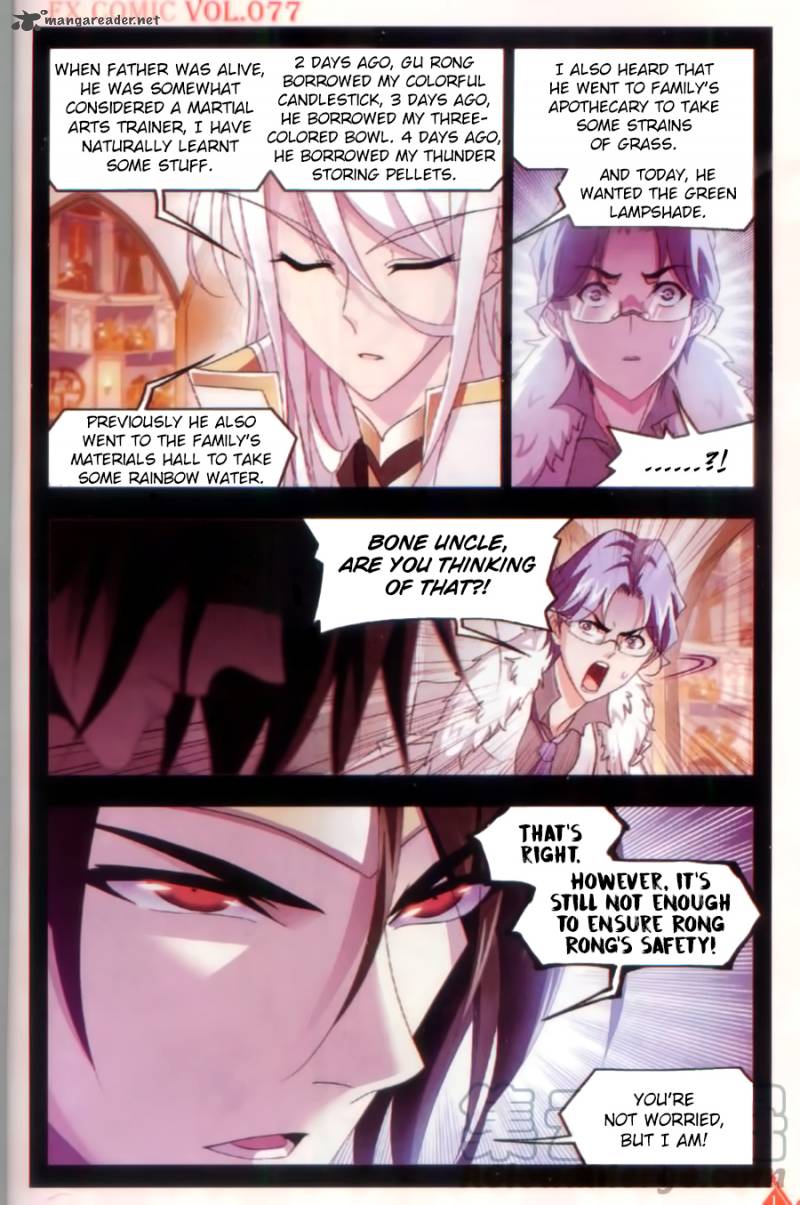 mangareader.net
FX COMIC VOL.077
WHEN FATHER WAS ALIVE,
HE WAS SOMEWHAT
CONSIDERED A MARTIAL
ARTS TRAINER, I HAVE
NATURALLY LEARNT
SOME STUFF.
2 DAYS AGO, GU RONG
BORROWED MY COLORFUL
CANDLESTICK, 3 DAYS AGO,
HE BORROWED MY THREE-
COLORED BOWL. 4 DAYS AGO,
HE BORROWED MY THUNDER
STORING PELLETS.
PREVIOUSLY HE ALSO
WENT TO THE FAMILY'S
MATERIALS HALL TO TAKE
SOME RAINBOW WATER.
I ALSO HEARD THAT
HE WENT TO FAMILY'S
APOTHECARY TO TAKE
SOME STRAINS
OF GRASS.
AND TODAY, HE
WANTED THE GREEN
LAMPSHADE.
......?!
BONE UNCLE,
ARE YOU THINKING
OF THAT?!
THAT'S
RIGHT.
HOWEVER, IT'S
STILL NOT ENOUGH
TO ENSURE RONG
RONG'S SAFETY!
YOU'RE
NOT WORRIED,
BUT I AM!